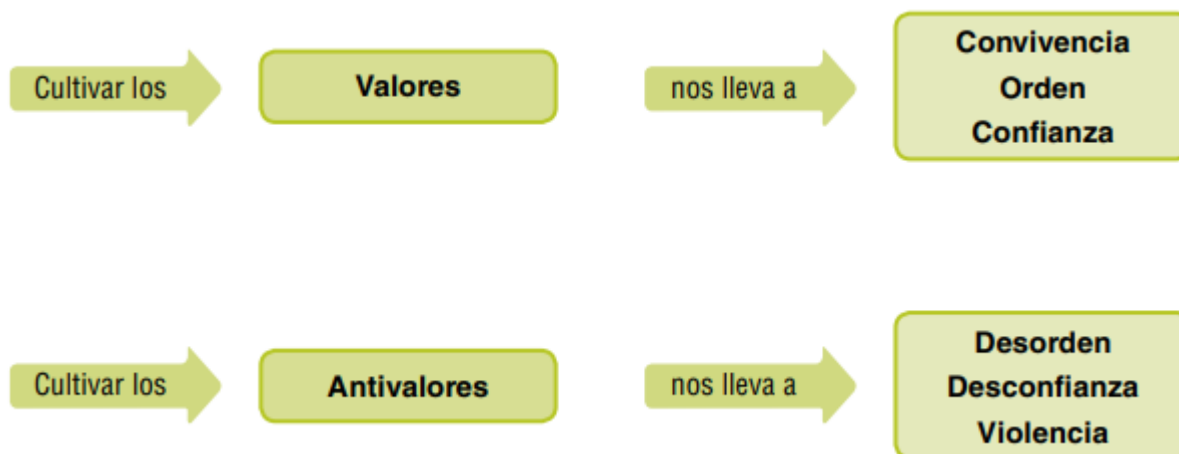 Cultivar los
Valores
nos lleva a
Convivencia
Orden
Confianza
Cultivar los
Antivalores
nos lleva a
Desorden
Desconfianza
Violencia